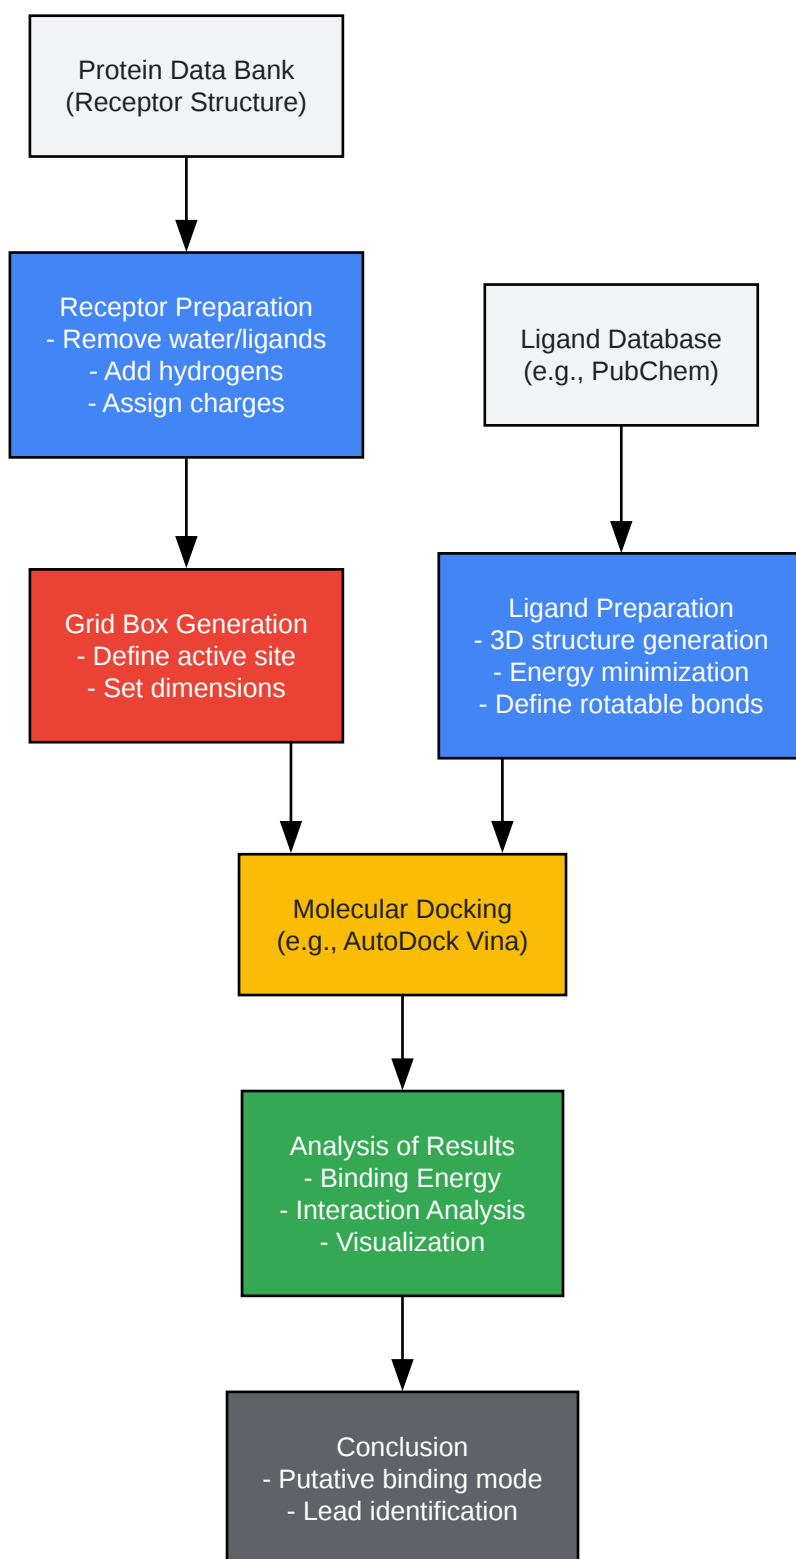 Protein Data Bank
(Receptor Structure)
Receptor Preparation
- Remove water/ligands
- Add hydrogens
- Assign charges
Ligand Database
(e.g., PubChem)
Grid Box Generation
- Define active site
- Set dimensions
Ligand Preparation
- 3D structure generation
- Energy minimization
- Define rotatable bonds
Molecular Docking
(e.g., AutoDock Vina)
Analysis of Results
- Binding Energy
- Interaction Analysis
- Visualization
Conclusion
- Putative binding mode
- Lead identification